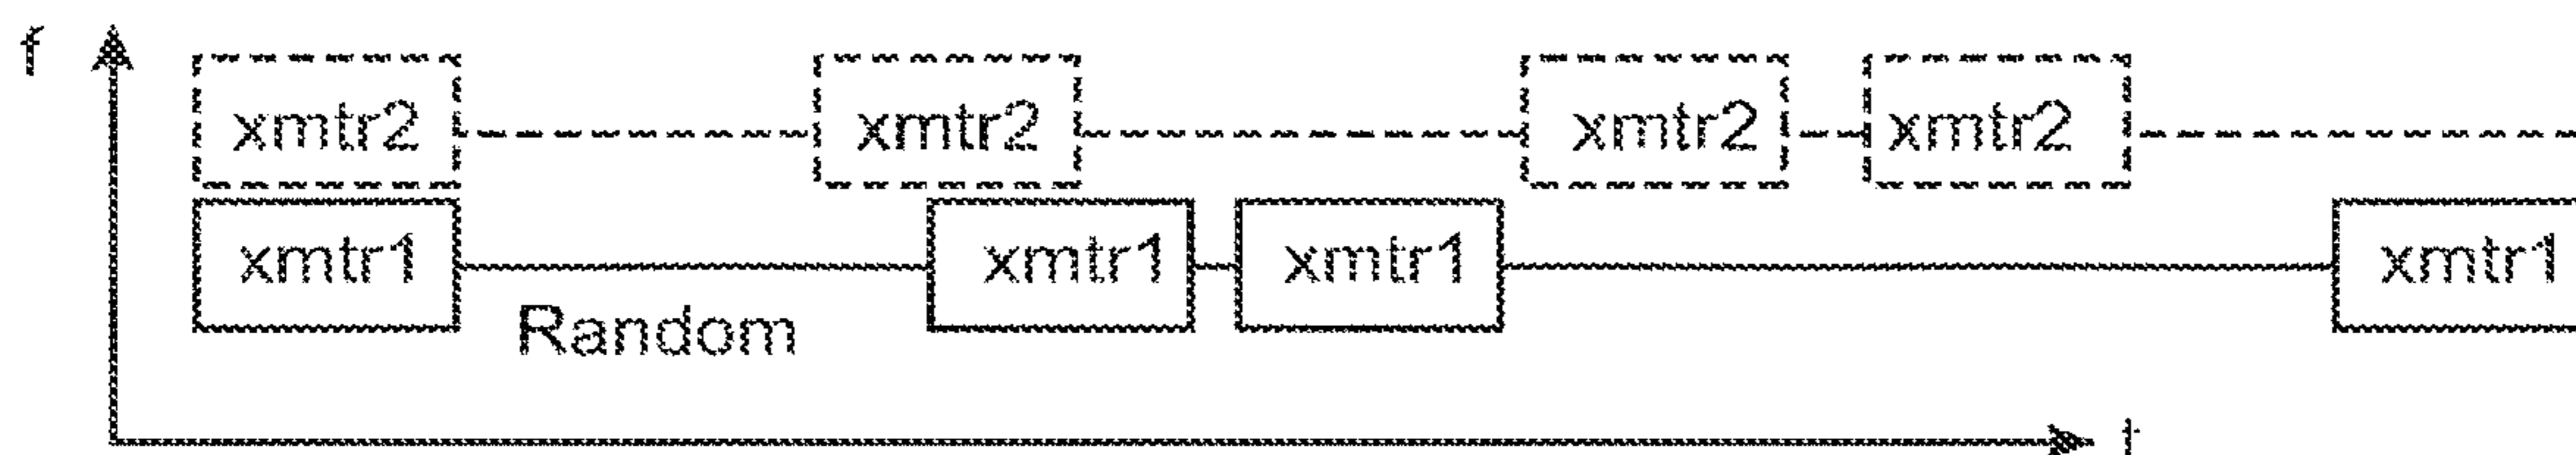 f
xmtr2 xmtr2 xmtr2 xmtr2
xmtr1 xmtr1 xmtr1 xmtr1
Random
t